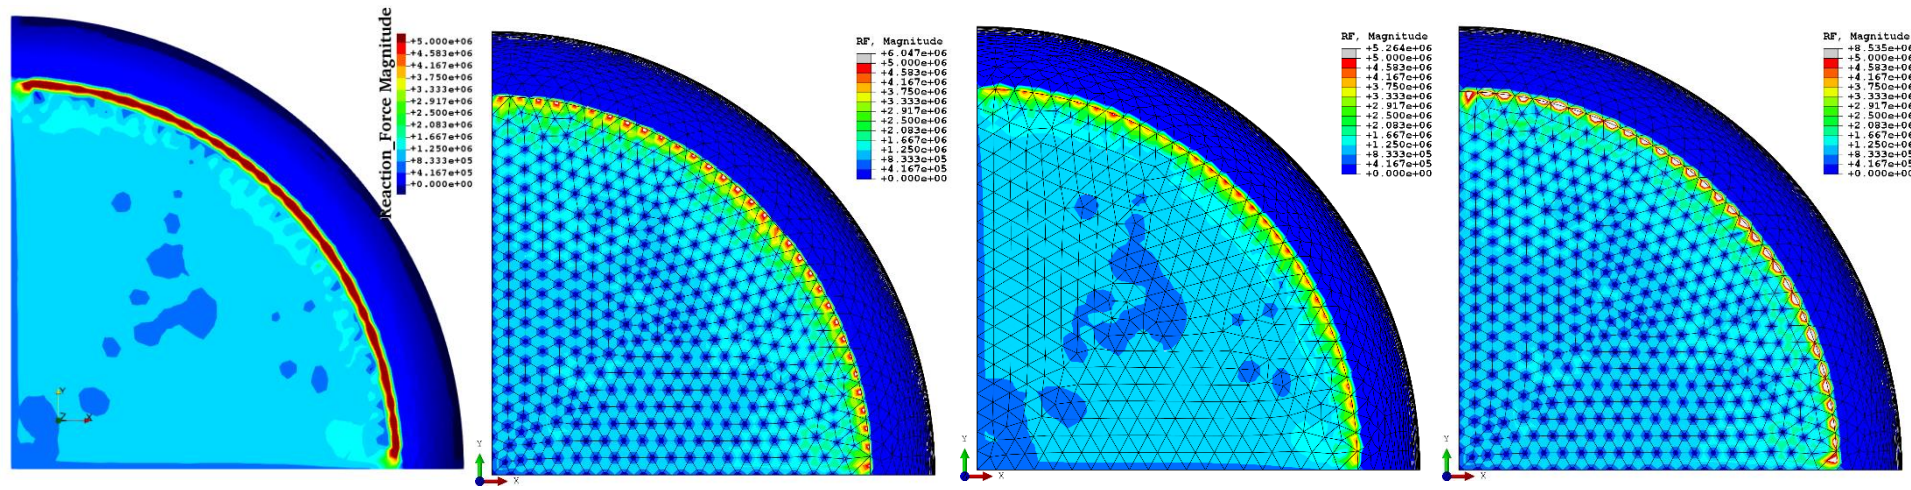 Reaction_Force Magnitude
+5.000e+06
+4.583e+06
+4.167e+06
+3.750e+06
+3.333e+06
+2.917e+06
+2.500e+06
+2.083e+06
+1.667e+06
+1.250e+06
+8.333e+05
+4.167e+05
+0.000e+00
Y
Z
X
RF, Magnitude
+6.047e+06
+5.000e+06
+4.583e+06
+4.167e+06
+3.750e+06
+3.333e+06
+2.917e+06
+2.500e+06
+2.083e+06
+1.667e+06
+1.250e+06
+8.333e+05
+4.167e+05
+0.000e+00
Y
X
RF, Magnitude
+5.264e+06
+5.000e+06
+4.583e+06
+4.167e+06
+3.750e+06
+3.333e+06
+2.917e+06
+2.500e+06
+2.083e+06
+1.667e+06
+1.250e+06
+8.333e+05
+4.167e+05
+0.000e+00
Y
X
RF, Magnitude
+8.535e+06
+5.000e+06
+4.583e+06
+4.167e+06
+3.750e+06
+3.333e+06
+2.917e+06
+2.500e+06
+2.083e+06
+1.667e+06
+1.250e+06
+8.333e+05
+4.167e+05
+0.000e+00
Y
X